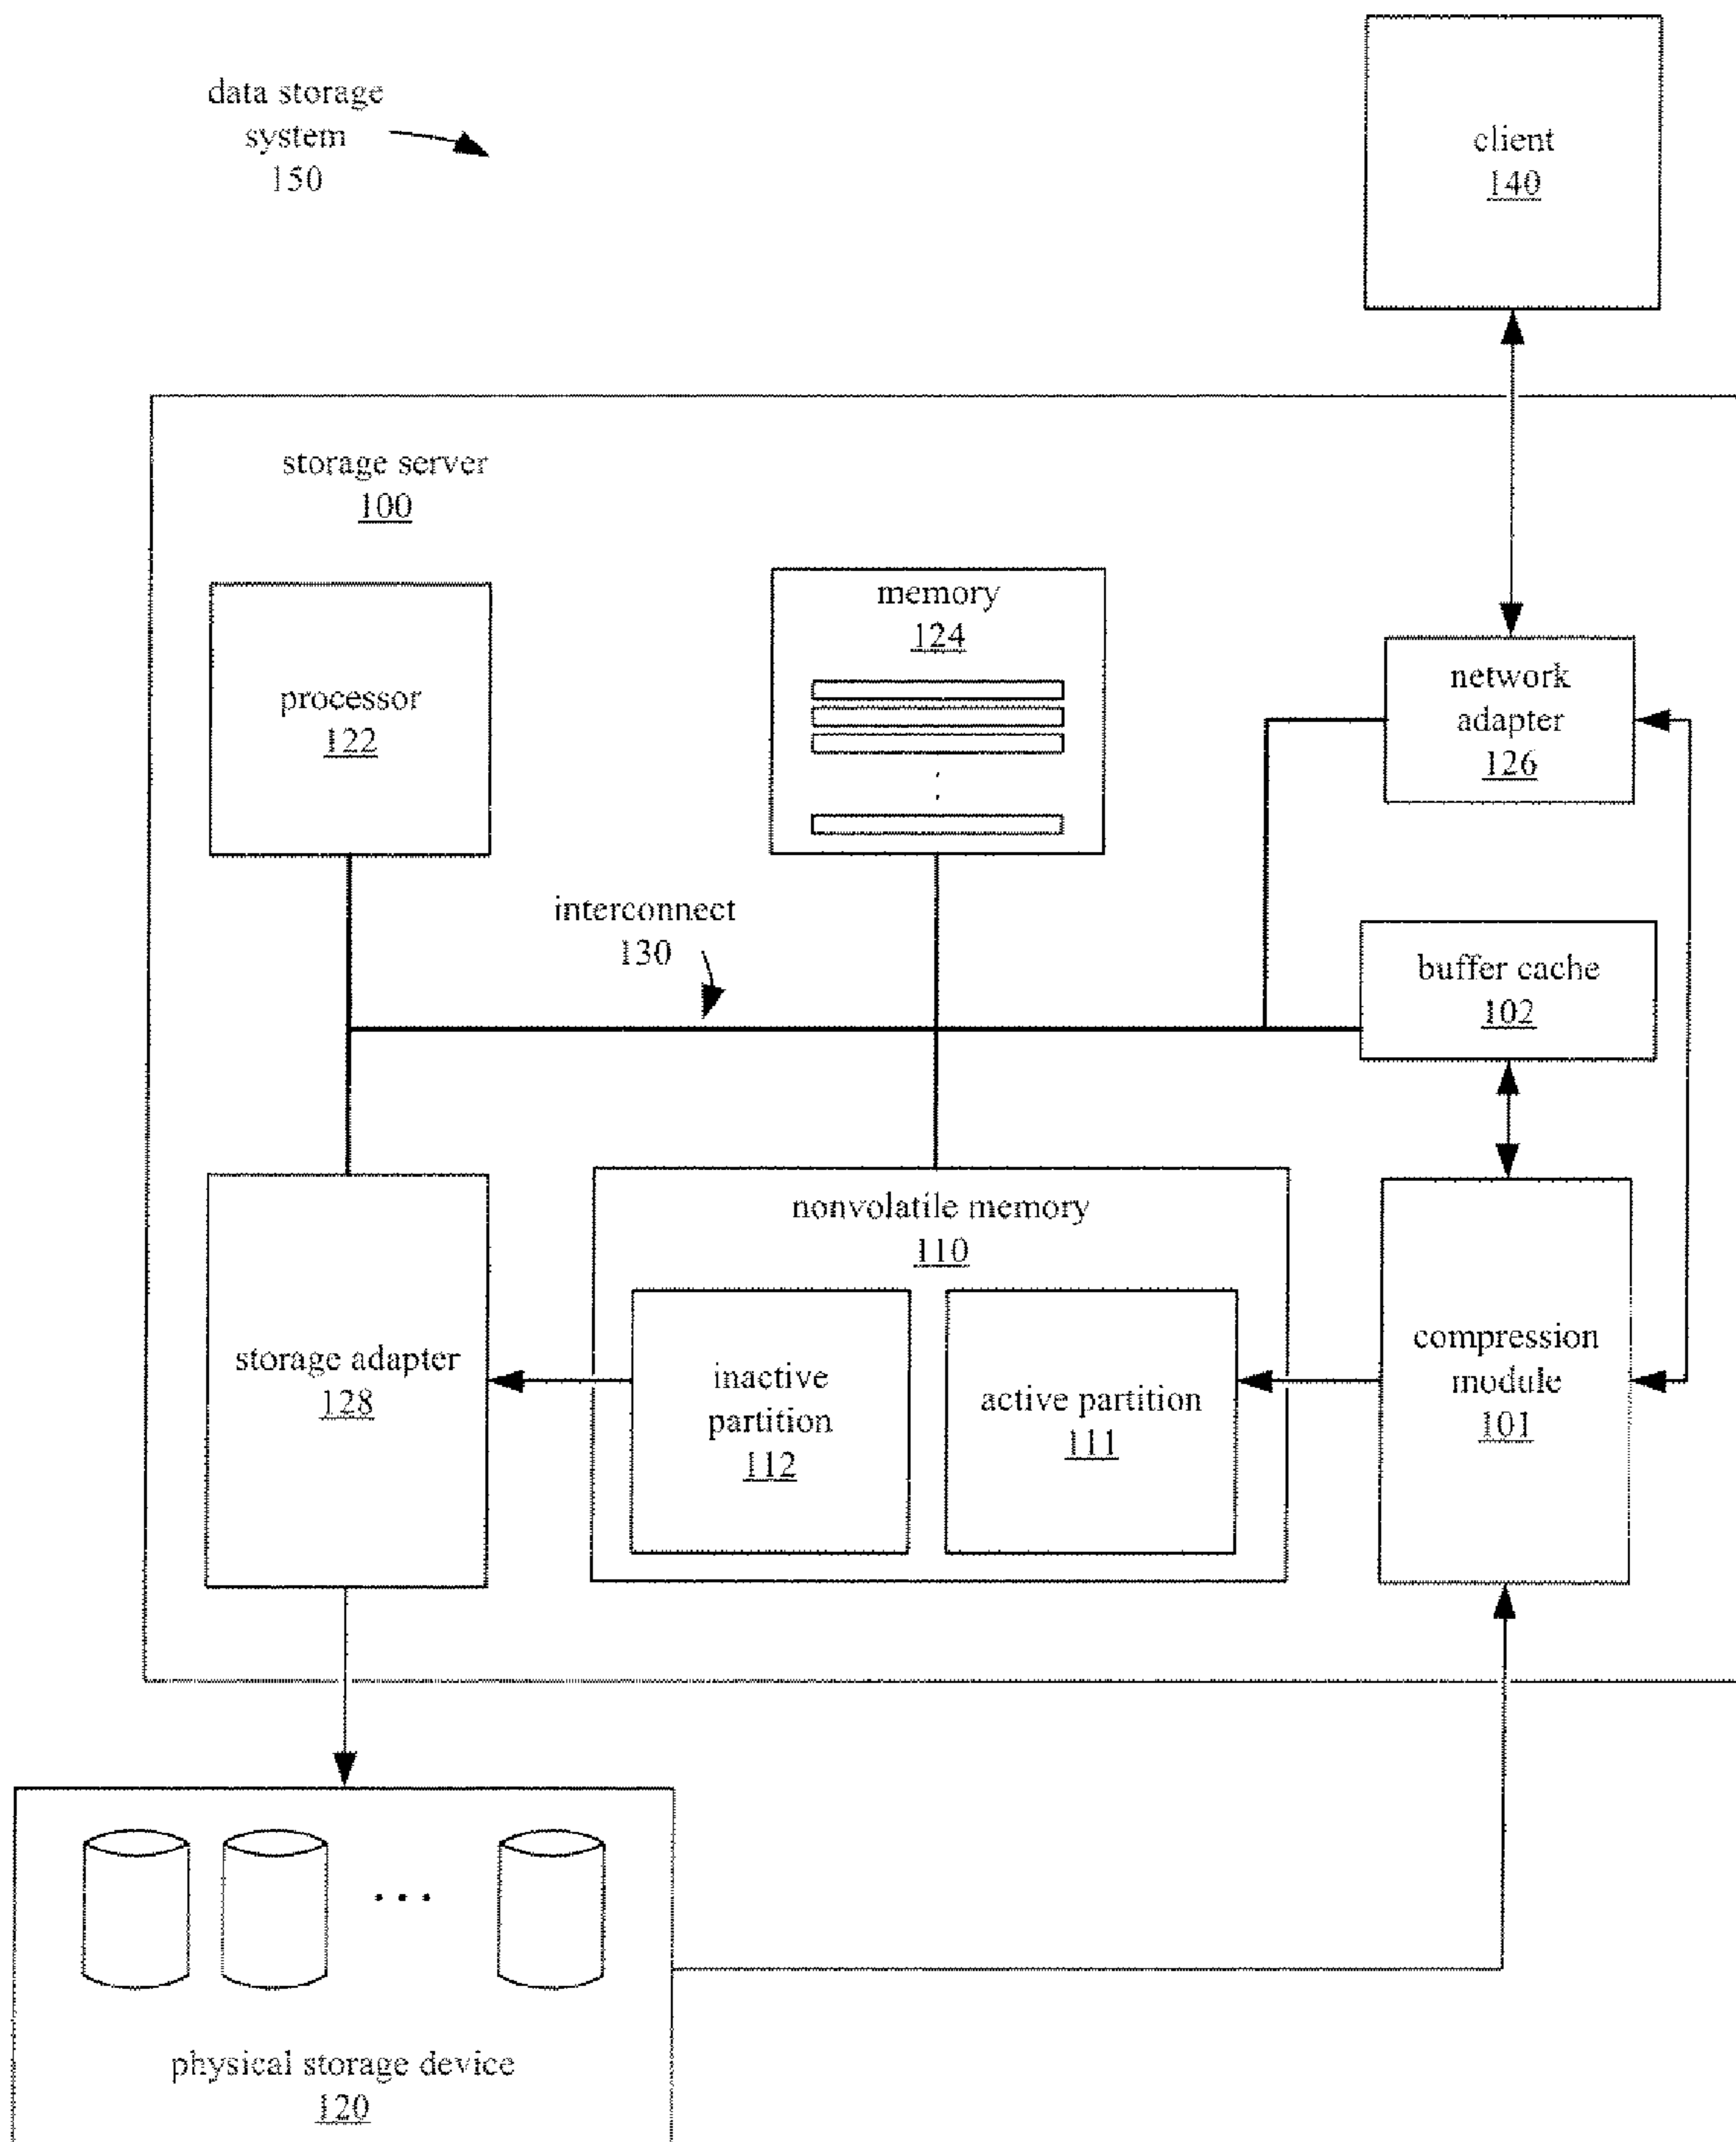 data storage
system
150
client
140
storage server
100
processor
122
memory
124
network
adapter
126
interconnect
130
buffer cache
102
storage adapter
128
nonvolatile memory
110
inactive
partition
112
active partition
111
compression
module
101
physical storage device
120